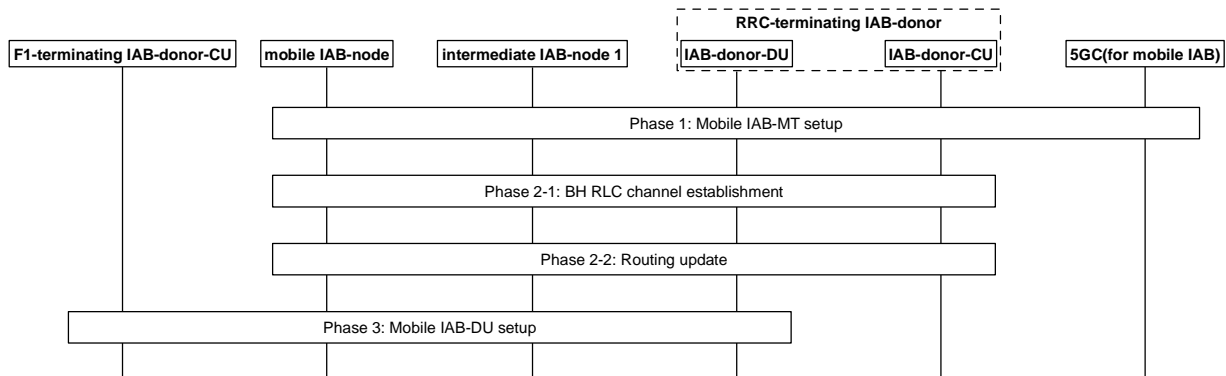 RRC-terminating IAB-donor
F1-terminating IAB-donor-CU
mobile IAB-node
intermediate IAB-node 1
IAB-donor-DU
IAB-donor-CU
5GC(for mobile IAB)
Phase 1: Mobile IAB-MT setup
Phase 2-1: BH RLC channel establishment
Phase 2-2: Routing update
Phase 3: Mobile IAB-DU setup